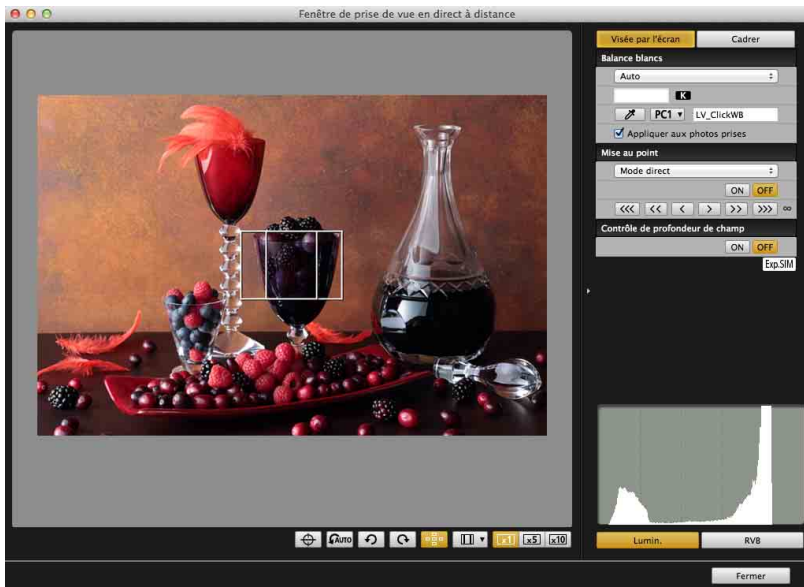 Fenêtre de prise de vue en direct à distance
Visée par l'écran Cadrer
Balance blancs
Auto
K
PC1 LV_ClickWB
Appliquer aux photos prises
Mise au point
Mode direct
ON OFF
<<< << < > >> >>> ∞
Contrôle de profondeur de champ
ON OFF
Exp.SIM
AUTO x1 x5 x10
Lumin. RVB
Fermer